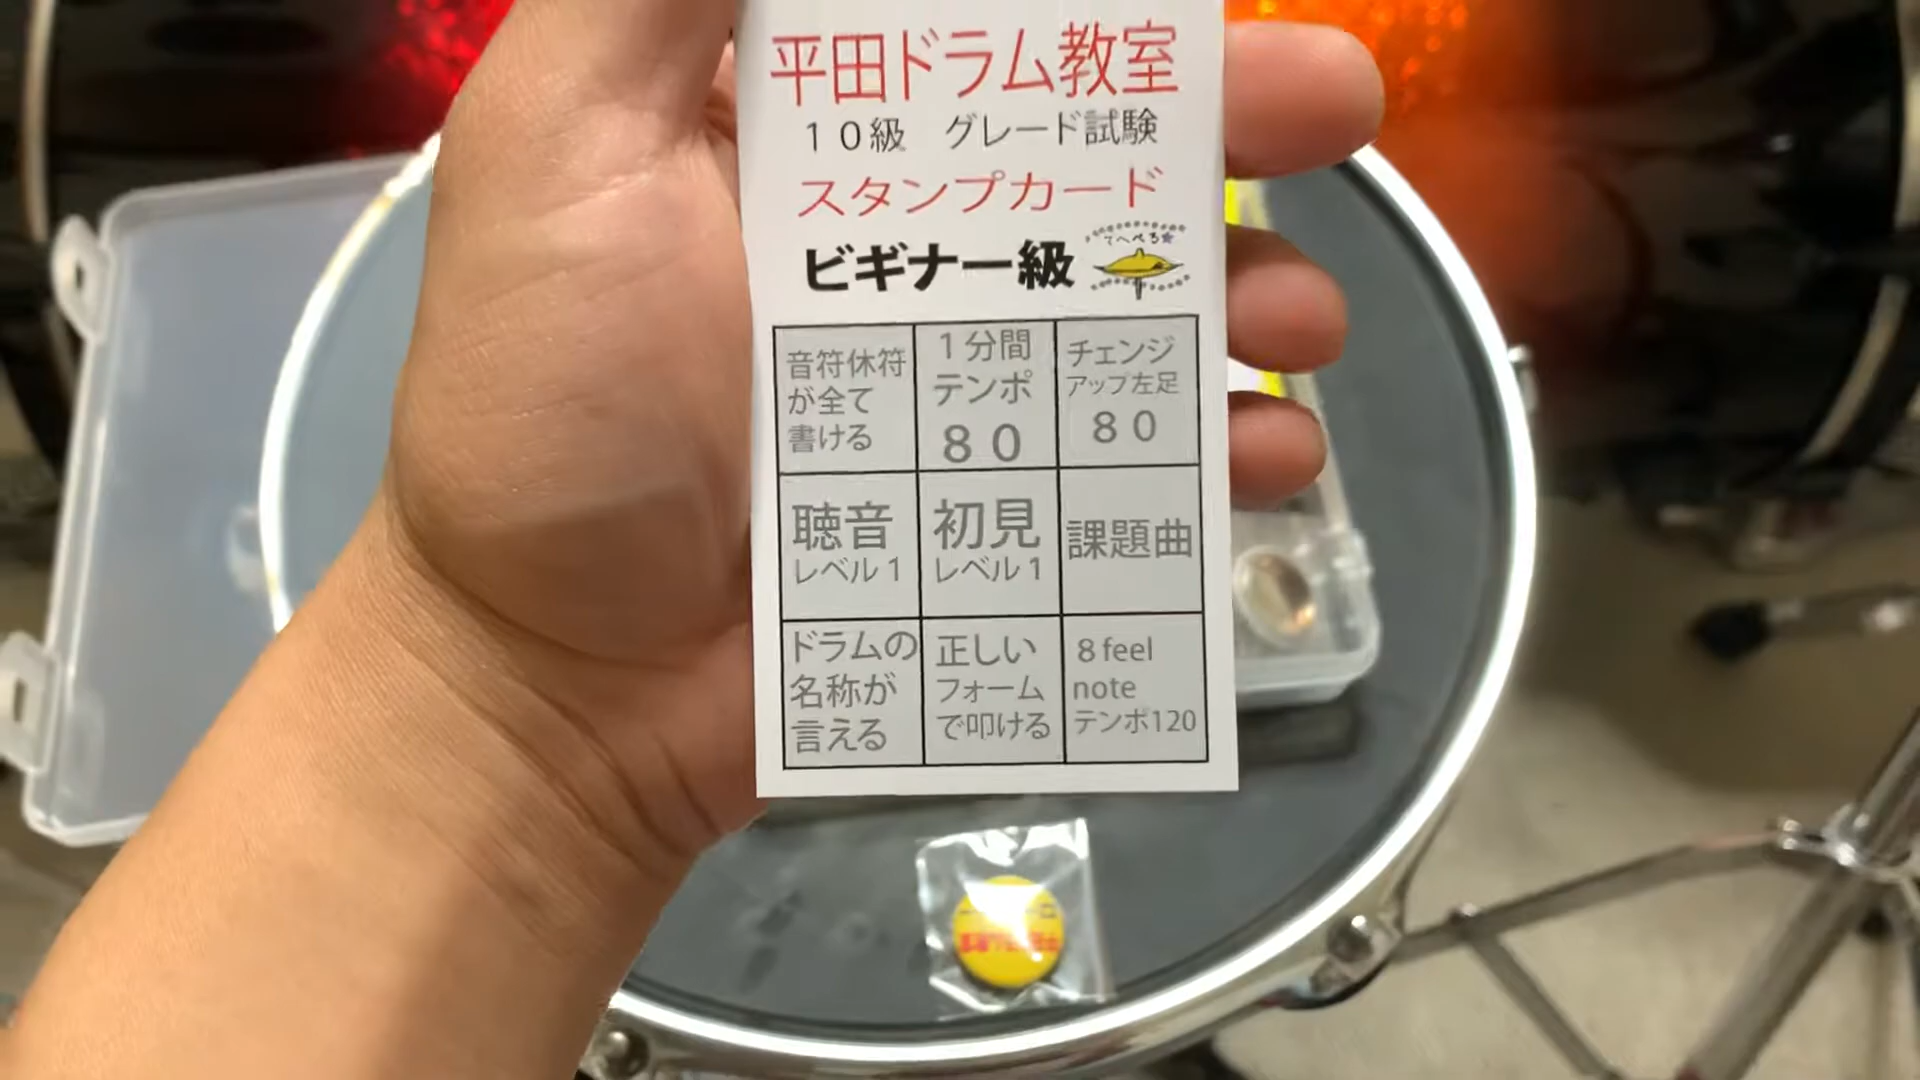 平田ドラム教室
10級 グレード試験
スタンプカード
ビギナー級
てへぺろ★
音符休符
が全て
書ける
1分間
テンポ
80
チェンジ
アップ左足
80
聴音
レベル1
初見
レベル1
課題曲
ドラムの
名称が
言える
正しい
フォーム
で叩ける
8 feel
note
テンポ120